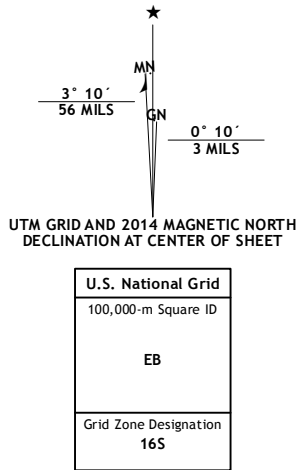 ★
MN
3° 10´
56 MILS
GN
0° 10´
3 MILS
UTM GRID AND 2014 MAGNETIC NORTH
DECLINATION AT CENTER OF SHEET
U.S. National Grid
100,000-m Square ID
EB
Grid Zone Designation
16S